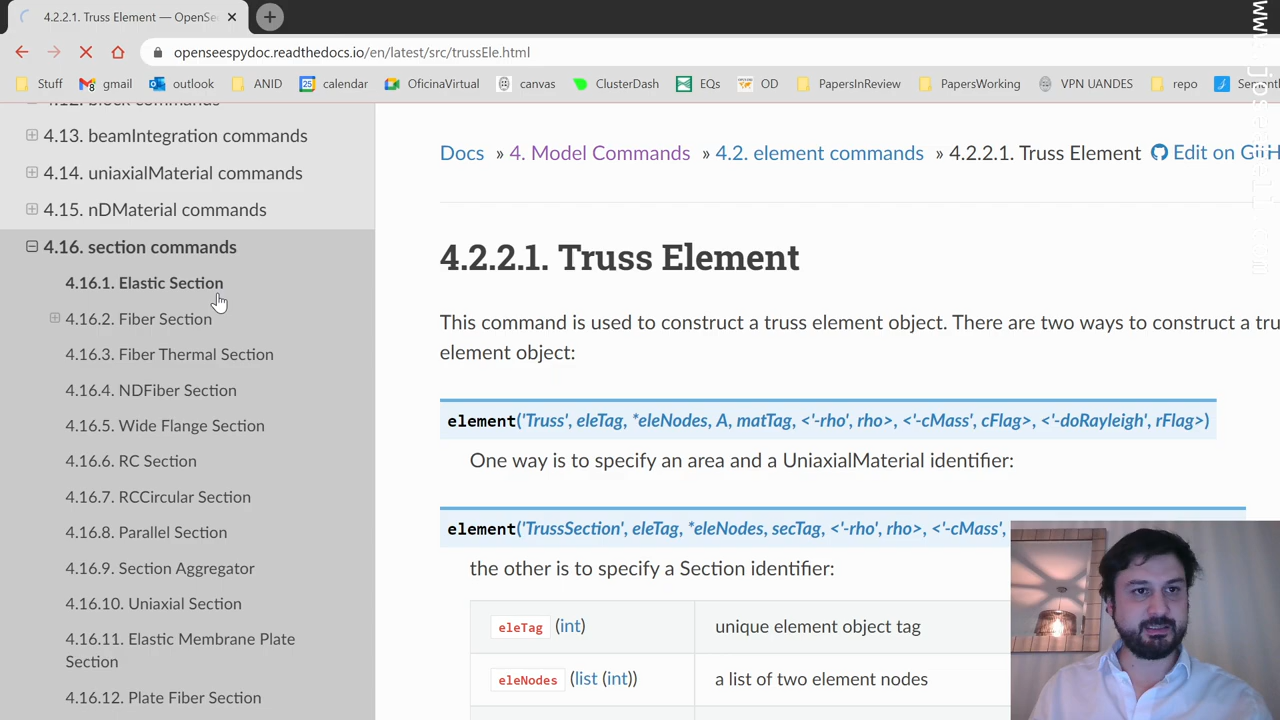 4.2.2.1. Truss Element — OpenSe
openseespydoc.readthedocs.io/en/latest/src/trussEle.html
Stuff gmail outlook ANID calendar OficinaVirtual canvas ClusterDash EQs OD PapersInReview PapersWorking VPN UANDES repo
4.12. block commands
4.13. beamIntegration commands
4.14. uniaxialMaterial commands
4.15. nDMaterial commands
4.16. section commands
4.16.1. Elastic Section
4.16.2. Fiber Section
4.16.3. Fiber Thermal Section
4.16.4. NDFiber Section
4.16.5. Wide Flange Section
4.16.6. RC Section
4.16.7. RCCircular Section
4.16.8. Parallel Section
4.16.9. Section Aggregator
4.16.10. Uniaxial Section
4.16.11. Elastic Membrane Plate
Section
4.16.12. Plate Fiber Section
Docs » 4. Model Commands » 4.2. element commands » 4.2.2.1. Truss Element Edit on GitH
4.2.2.1. Truss Element
This command is used to construct a truss element object. There are two ways to construct a tru
element object:
element('Truss', eleTag, *eleNodes, A, matTag, <'-rho', rho>, <'-cMass', cFlag>, <'-doRayleigh', rFlag>)
One way is to specify an area and a UniaxialMaterial identifier:
element('TrussSection', eleTag, *eleNodes, secTag, <'-rho', rho>, <'-cMass',
the other is to specify a Section identifier:
eleTag (int) unique element object tag
eleNodes (list (int)) a list of two element nodes